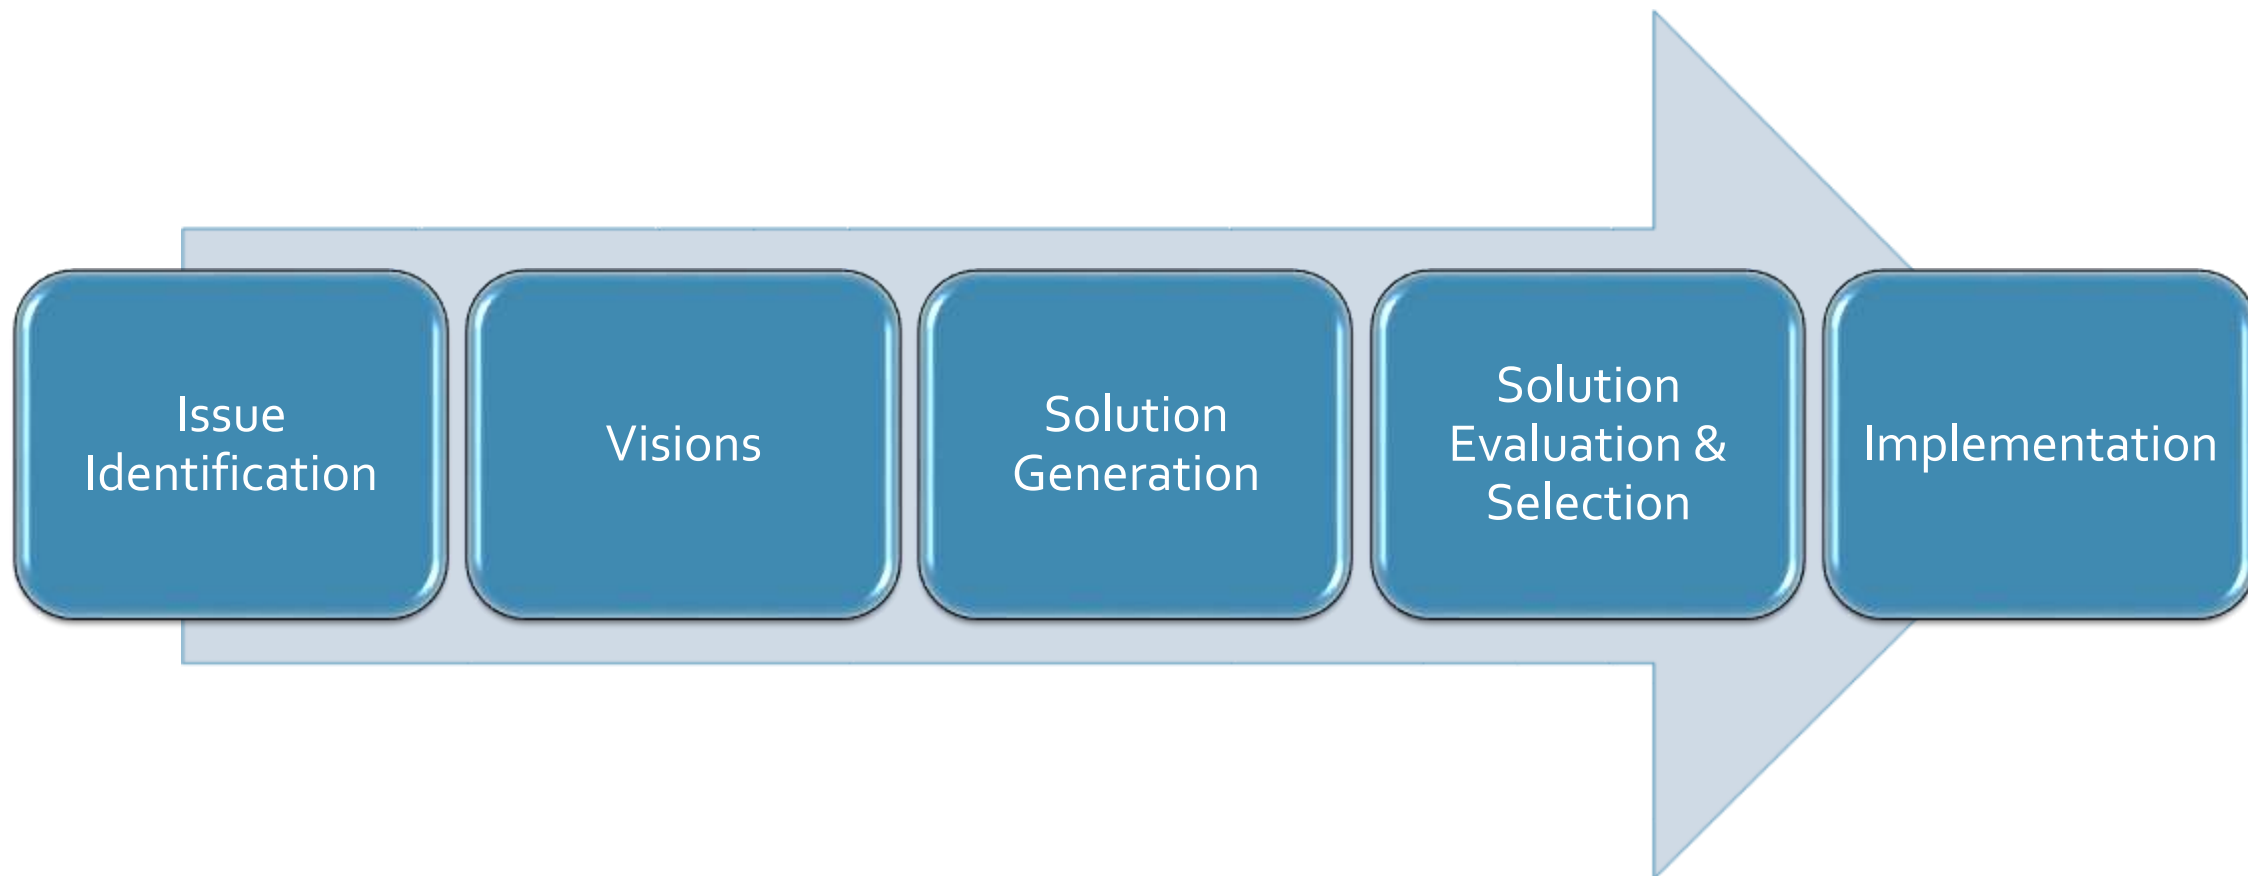 Issue
Identification
Visions
Solution
Generation
Solution
Evaluation &
Selection
Implementation